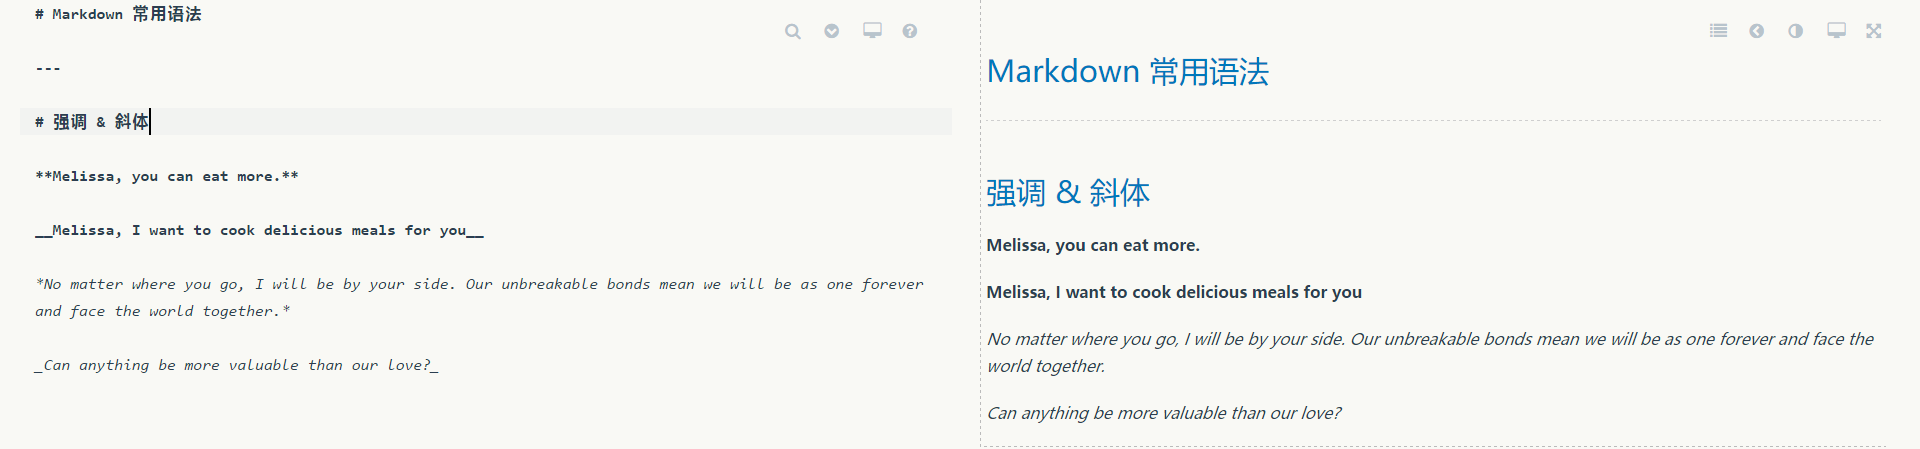 # Markdown 常用语法
---
# 强调 & 斜体
**Melissa, you can eat more.**
__Melissa, I want to cook delicious meals for you__
*No matter where you go, I will be by your side. Our unbreakable bonds mean we will be as one forever
and face the world together.*
_Can anything be more valuable than our love?_
Markdown 常用语法
强调 & 斜体
Melissa, you can eat more.
Melissa, I want to cook delicious meals for you
No matter where you go, I will be by your side. Our unbreakable bonds mean we will be as one forever and face the
world together.
Can anything be more valuable than our love?